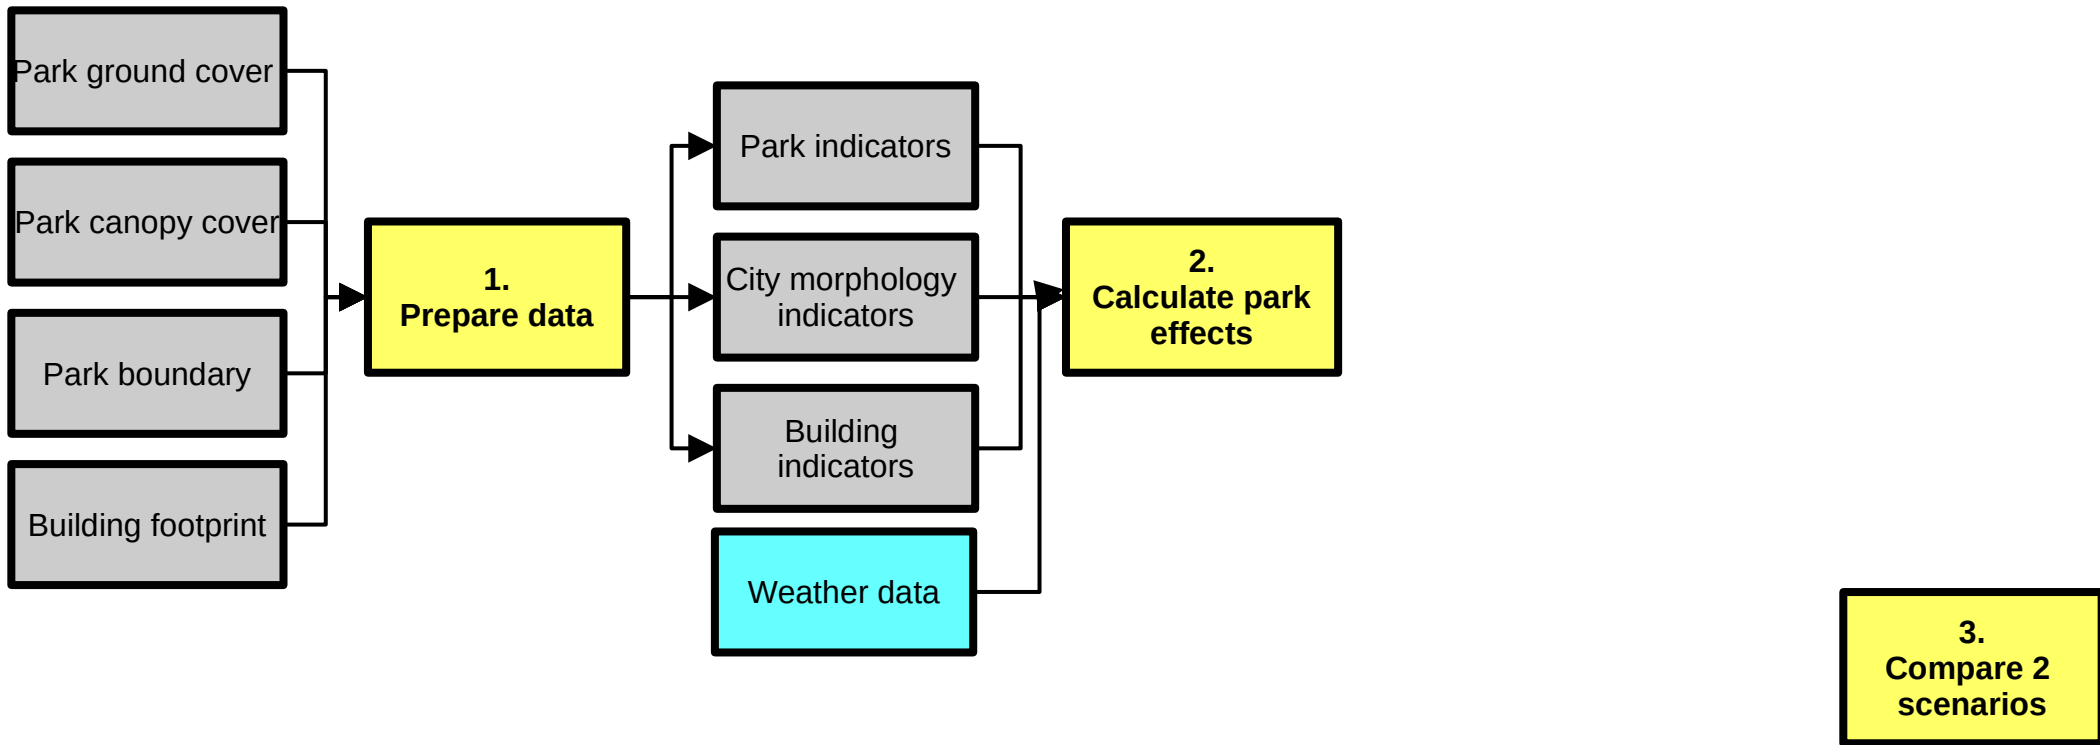 Park ground cover
Park canopy cover
Park boundary
Building footprint
1.
Prepare data
Park indicators
City morphology
indicators
Building
indicators
Weather data
2.
Calculate park
effects
3.
Compare 2
scenarios